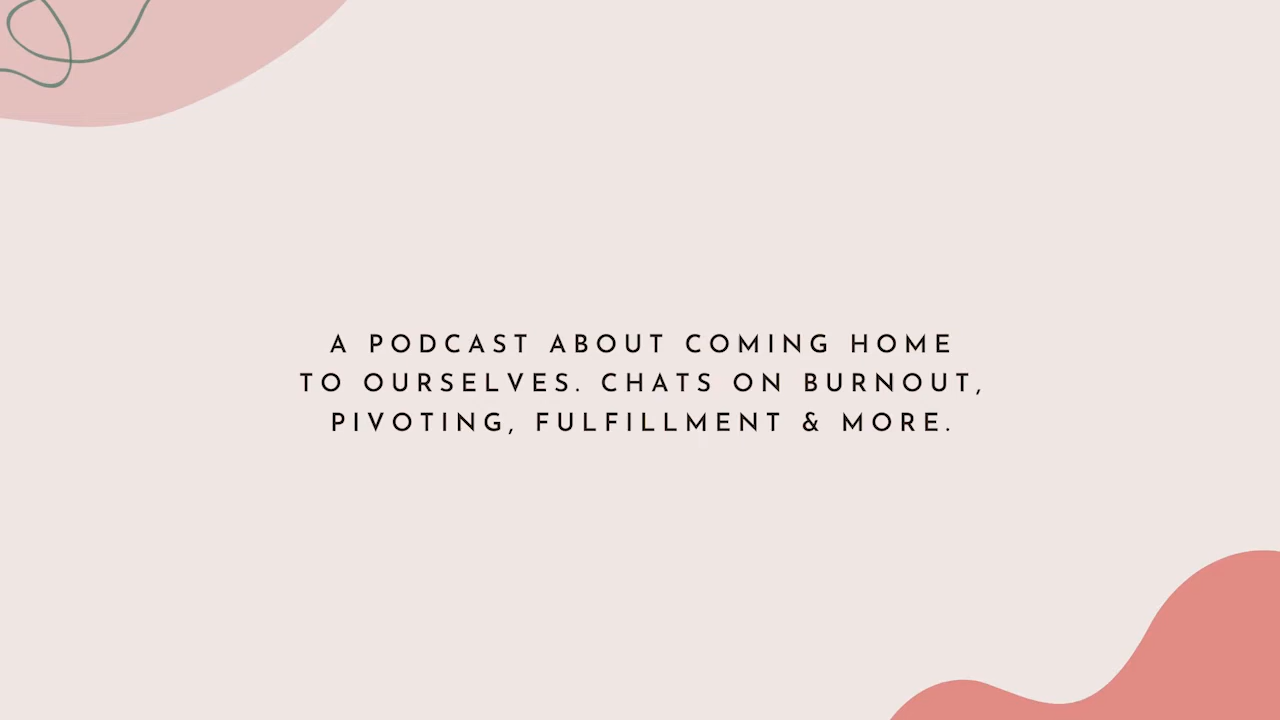 A PODCAST ABOUT COMING HOME
TO OURSELVES. CHATS ON BURNOUT,
PIVOTING, FULFILLMENT & MORE.